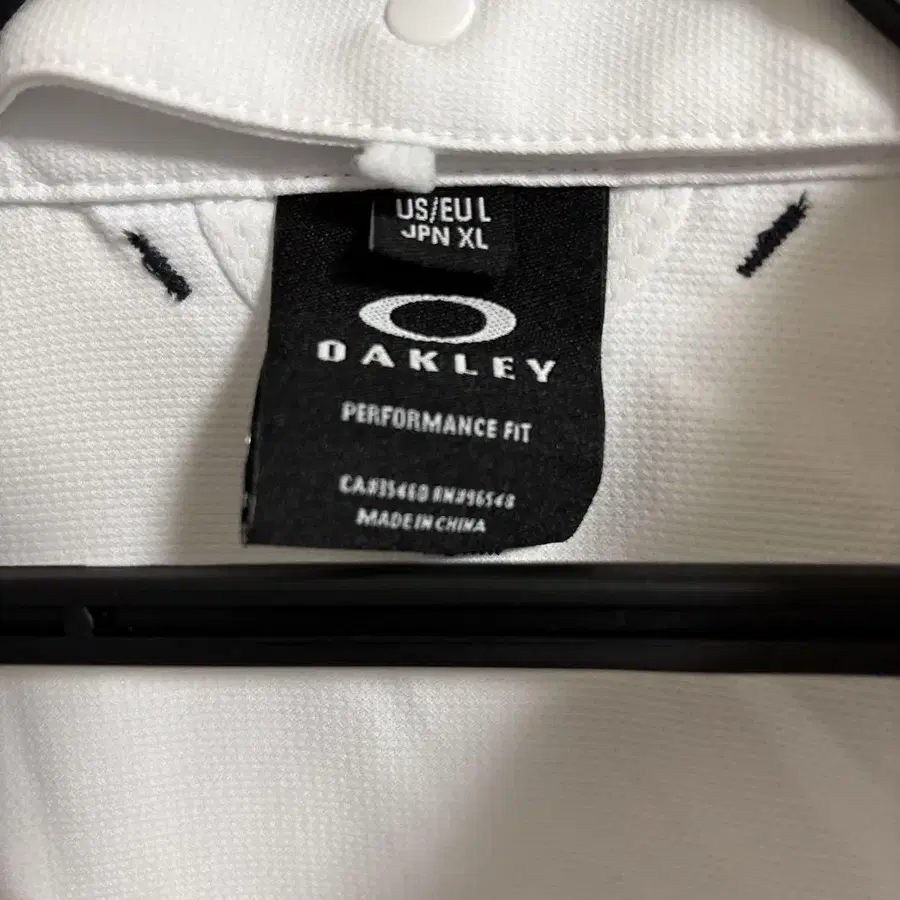 US/EU L
JPN XL
OAKLEY
PERFORMANCE FIT
CA#35460 RN#96548
MADE IN CHINA